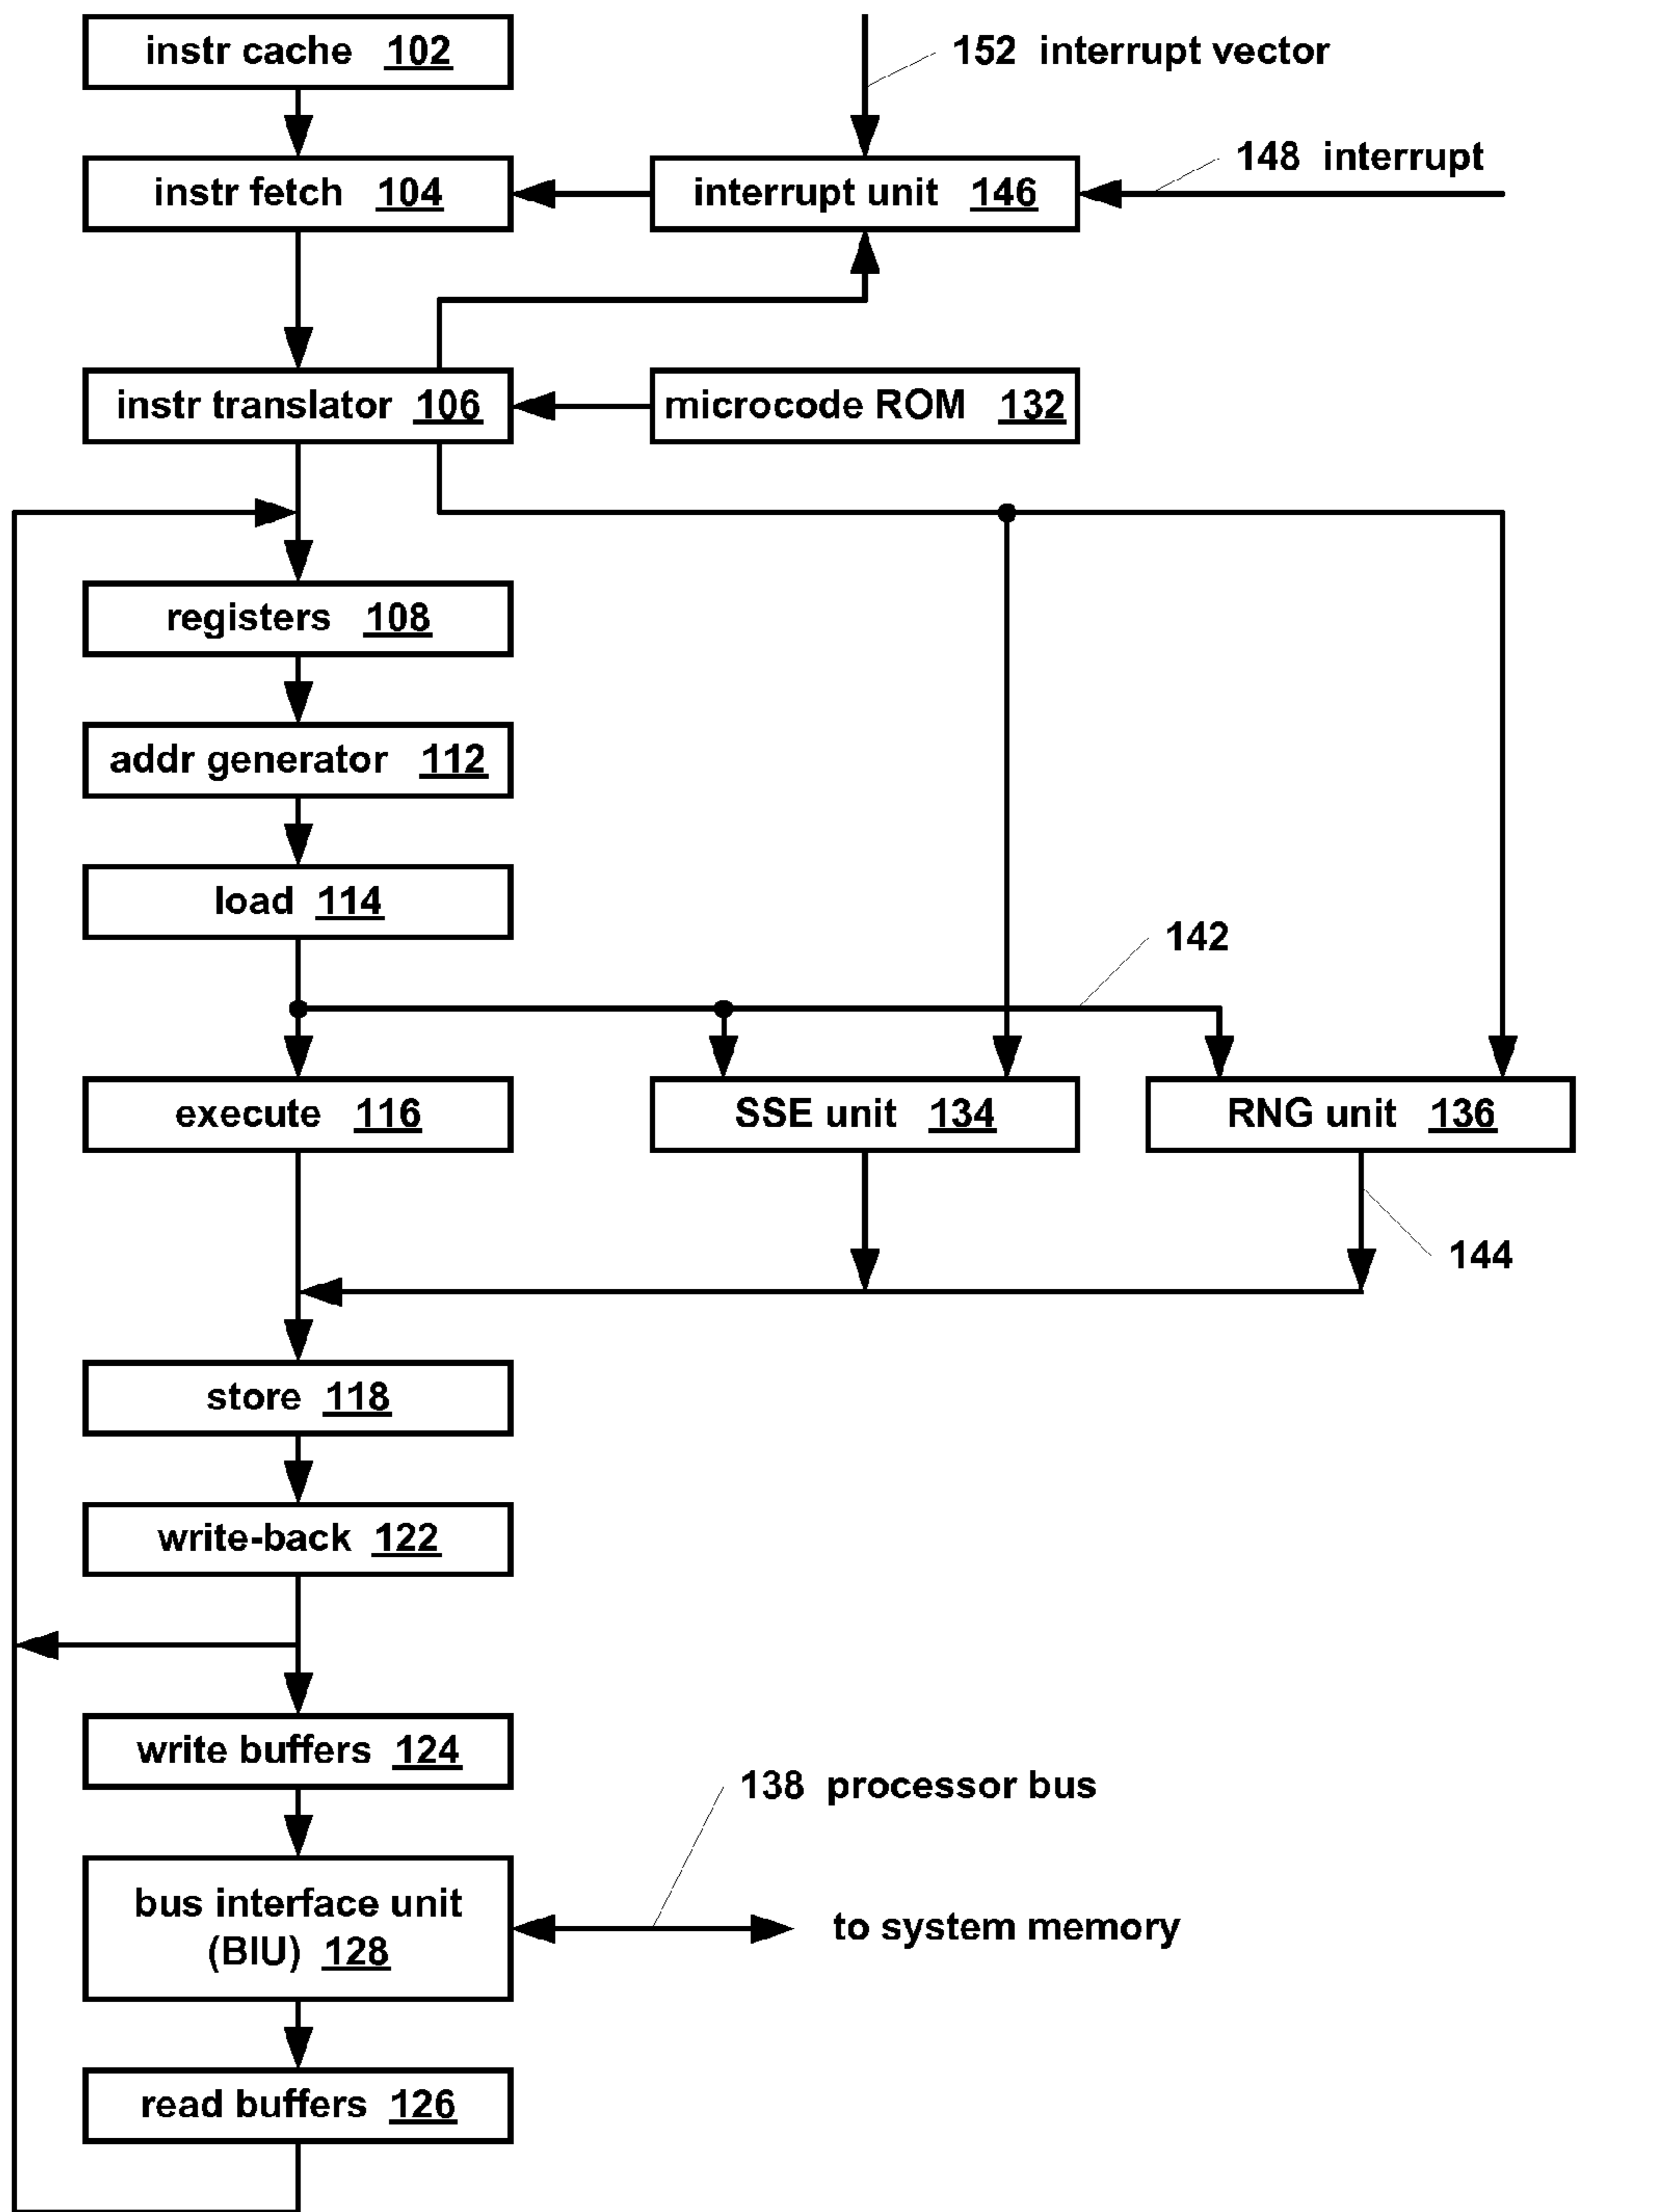 instr cache 102
152 interrupt vector
148 interrupt
instr fetch 104
interrupt unit 146
instr translator 106
microcode ROM 132
registers 108
addr generator 112
load 114
142
execute 116
SSE unit 134
RNG unit 136
144
store 118
write-back 122
write buffers 124
138 processor bus
bus interface unit
(BIU) 128
to system memory
read buffers 126